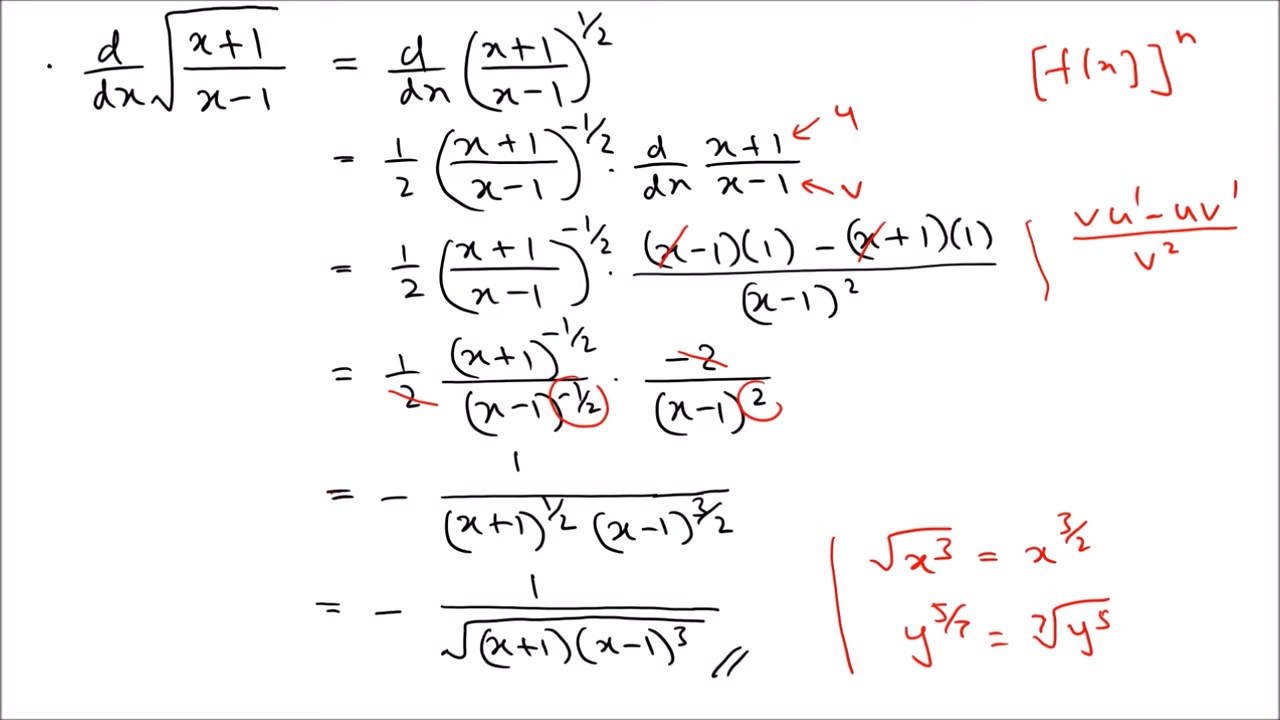 · d/dx √((x+1)/(x-1)) = d/dx ((x+1)/(x-1))^(1/2) [f(x)]^n
= 1/2 ((x+1)/(x-1))^(-1/2) · d/dx (x+1)/(x-1) ← u ← v
= 1/2 ((x+1)/(x-1))^(-1/2) · ((x-1)(1) - (x+1)(1))/(x-1)^2 | (vu' - uv')/v^2
= 1/2 (x+1)^(-1/2)/(x-1)^(-1/2) · -2/(x-1)^2
= - 1/((x+1)^(1/2) (x-1)^(3/2))
√(x^3) = x^(3/2)
= - 1/√((x+1)(x-1)^3) //
y^(5/7) = ⁷√(y^5)